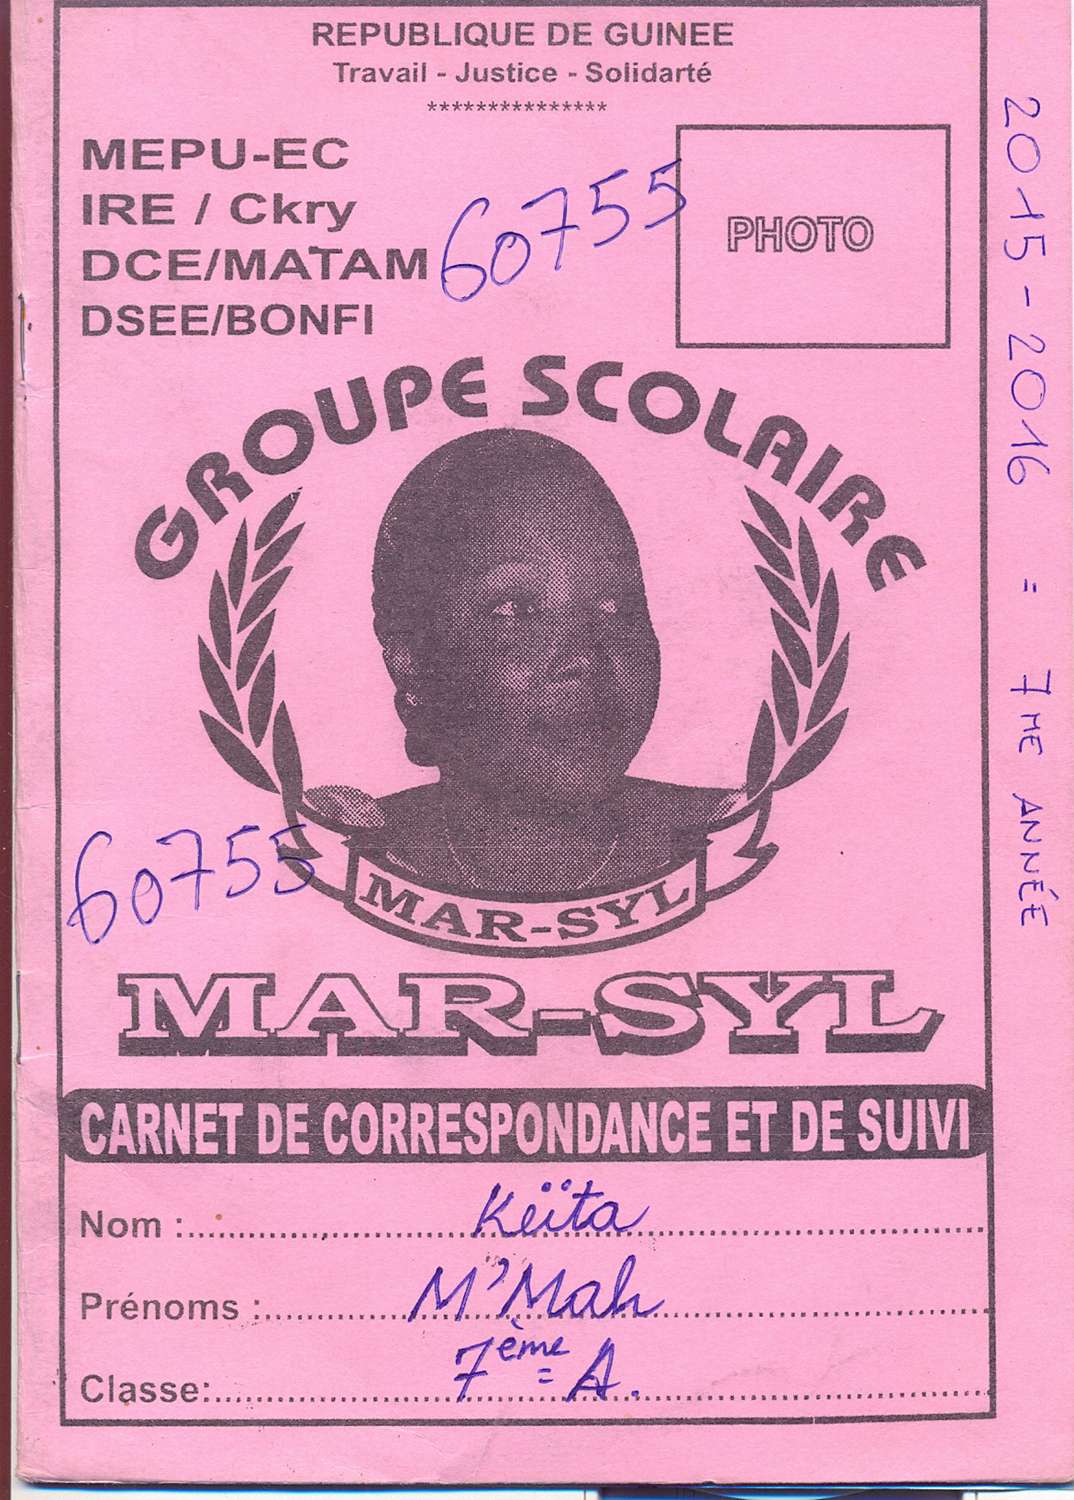 REPUBLIQUE DE GUINEE
Travail - Justice - Solidarté
***************
MEPU-EC
IRE / Ckry
DCE/MATAM
DSEE/BONFI
60755
PHOTO
2015-2016 = 7ME ANNÉE
GROUPE SCOLAIRE
60755
MAR-SYL
MAR-SYL
CARNET DE CORRESPONDANCE ET DE SUIVI
Nom : Keïta
Prénoms : M'Mah
Classe: 7ème A.